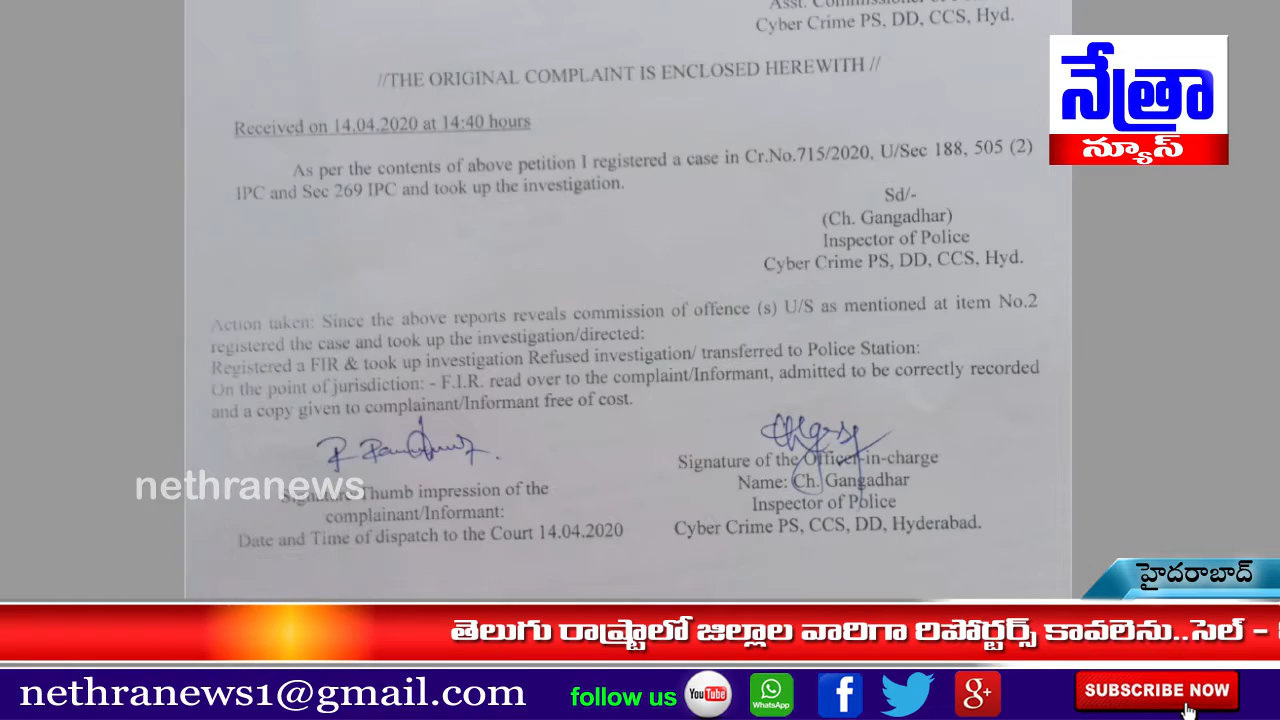 Asst. Commissioner of
Cyber Crime PS, DD, CCS, Hyd.
//THE ORIGINAL COMPLAINT IS ENCLOSED HEREWITH //
Received on 14.04.2020 at 14:40 hours
As per the contents of above petition I registered a case in Cr.No.715/2020, U/Sec 188, 505 (2)
IPC and Sec 269 IPC and took up the investigation.
Sd/-
(Ch. Gangadhar)
Inspector of Police
Cyber Crime PS, DD, CCS, Hyd.
Action taken: Since the above reports reveals commission of offence (s) U/S as mentioned at item No.2
registered the case and took up the investigation/directed:
Registered a FIR & took up investigation Refused investigation/ transferred to Police Station:
On the point of jurisdiction: - F.I.R. read over to the complaint/Informant, admitted to be correctly recorded
and a copy given to complainant/Informant free of cost.
Signature of the Officer-in-charge
Name: Ch. Gangadhar
Inspector of Police
Cyber Crime PS, CCS, DD, Hyderabad.
Signature/Thumb impression of the
complainant/Informant:
Date and Time of dispatch to the Court 14.04.2020
nethranews
నేత్రా
న్యూస్
హైదరాబాద్
తెలుగు రాష్ట్రాలో జిల్లాల వారిగా రిపోర్టర్స్ కావలెను..సెల్ -
nethranews1@gmail.com
follow us
YouTube
WhatsApp
g+
SUBSCRIBE NOW